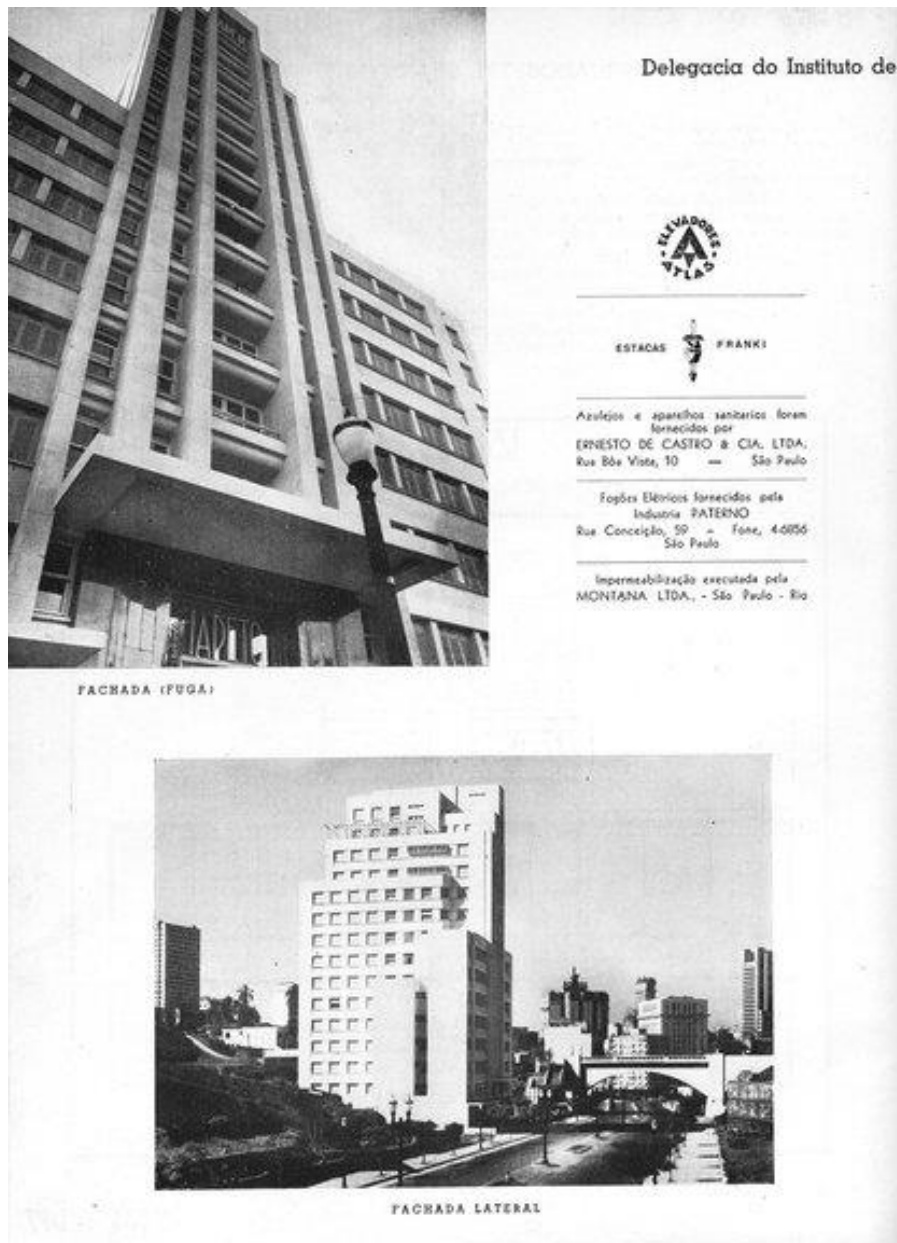 Delegacia do Instituto de
ELEVADORES
ATLAS
ESTACAS FRANKI
Azulejos e aparelhos sanitarios foram
fornecidos por
ERNESTO DE CASTRO & CIA. LTDA.
Rua Bôa Vista, 10 — São Paulo
Fogões Elétricos fornecidos pela
Industria PATERNO
Rua Conceição, 59 – Fone, 4-6856
São Paulo
Impermeabilização executada pela
MONTANA LTDA., - São Paulo - Rio
IAPETC
FACHADA (FUGA)
FACHADA LATERAL